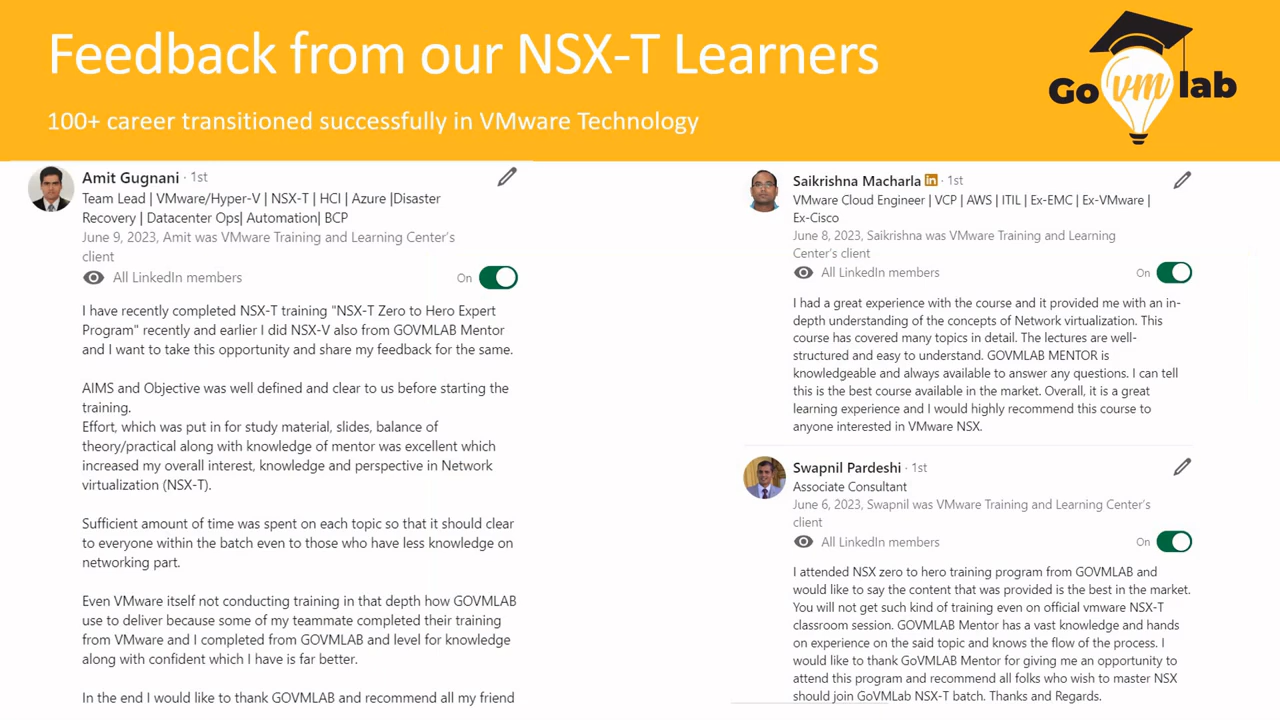 Feedback from our NSX-T Learners
100+ career transitioned successfully in VMware Technology
Go vm lab
Amit Gugnani · 1st
Team Lead | VMware/Hyper-V | NSX-T | HCI | Azure |Disaster
Recovery | Datacenter Ops| Automation| BCP
June 9, 2023, Amit was VMware Training and Learning Center's
client
All LinkedIn members
On
I have recently completed NSX-T training "NSX-T Zero to Hero Expert
Program" recently and earlier I did NSX-V also from GOVMLAB Mentor
and I want to take this opportunity and share my feedback for the same.
AIMS and Objective was well defined and clear to us before starting the
training.
Effort, which was put in for study material, slides, balance of
theory/practical along with knowledge of mentor was excellent which
increased my overall interest, knowledge and perspective in Network
virtualization (NSX-T).
Sufficient amount of time was spent on each topic so that it should clear
to everyone within the batch even to those who have less knowledge on
networking part.
Even VMware itself not conducting training in that depth how GOVMLAB
use to deliver because some of my teammate completed their training
from VMware and I completed from GOVMLAB and level for knowledge
along with confident which I have is far better.
In the end I would like to thank GOVMLAB and recommend all my friend
Saikrishna Macharla in · 1st
VMware Cloud Engineer | VCP | AWS | ITIL | Ex-EMC | Ex-VMware |
Ex-Cisco
June 8, 2023, Saikrishna was VMware Training and Learning
Center's client
All LinkedIn members
On
I had a great experience with the course and it provided me with an in-
depth understanding of the concepts of Network virtualization. This
course has covered many topics in detail. The lectures are well-
structured and easy to understand. GOVMLAB MENTOR is
knowledgeable and always available to answer any questions. I can tell
this is the best course available in the market. Overall, it is a great
learning experience and I would highly recommend this course to
anyone interested in VMware NSX.
Swapnil Pardeshi · 1st
Associate Consultant
June 6, 2023, Swapnil was VMware Training and Learning Center's
client
All LinkedIn members
On
I attended NSX zero to hero training program from GOVMLAB and
would like to say the content that was provided is the best in the market.
You will not get such kind of training even on official vmware NSX-T
classroom session. GOVMLAB Mentor has a vast knowledge and hands
on experience on the said topic and knows the flow of the process. I
would like to thank GoVMLAB Mentor for giving me an opportunity to
attend this program and recommend all folks who wish to master NSX
should join GoVMLab NSX-T batch. Thanks and Regards.